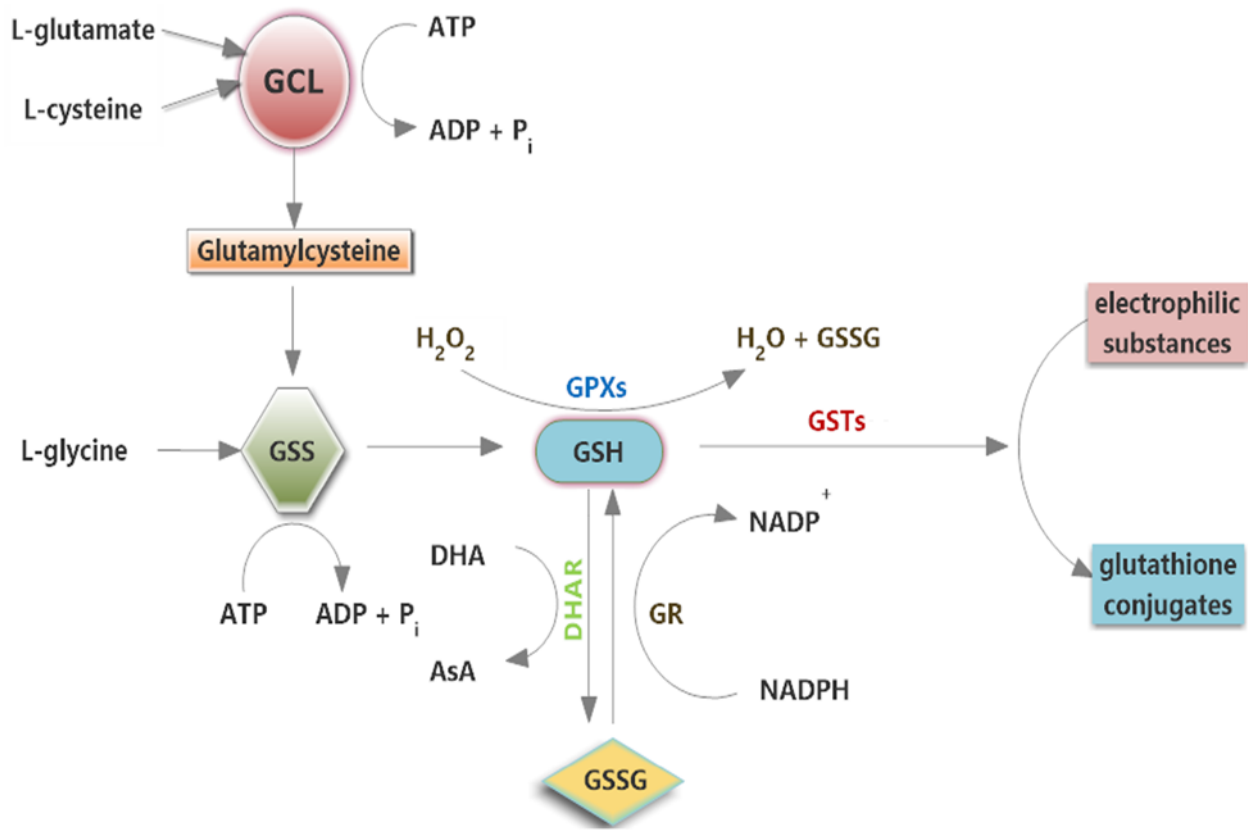 L-glutamate
L-cysteine
GCL
ATP
ADP + Pᵢ
Glutamylcysteine
H₂O₂
GPXs
H₂O + GSSG
electrophilic
substances
L-glycine
GSS
GSH
GSTs
ATP
ADP + Pᵢ
DHA
AsA
DHAR
GR
NADP⁺
NADPH
glutathione
conjugates
GSSG